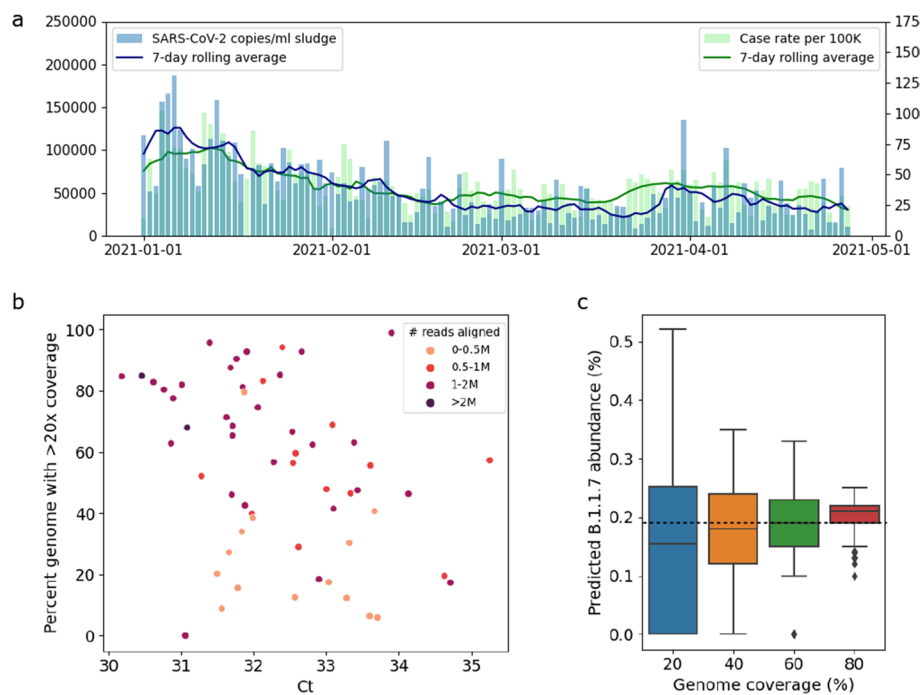 a
250000
200000
150000
100000
50000
0
SARS-CoV-2 copies/ml sludge
7-day rolling average
Case rate per 100K
7-day rolling average
175
150
125
100
75
50
25
0
2021-01-01
2021-02-01
2021-03-01
2021-04-01
2021-05-01
b
Percent genome with >20x coverage
100
80
60
40
20
0
# reads aligned
0-0.5M
0.5-1M
1-2M
>2M
30
31
32
33
34
35
Ct
c
Predicted B.1.1.7 abundance (%)
0.5
0.4
0.3
0.2
0.1
0.0
20
40
60
80
Genome coverage (%)